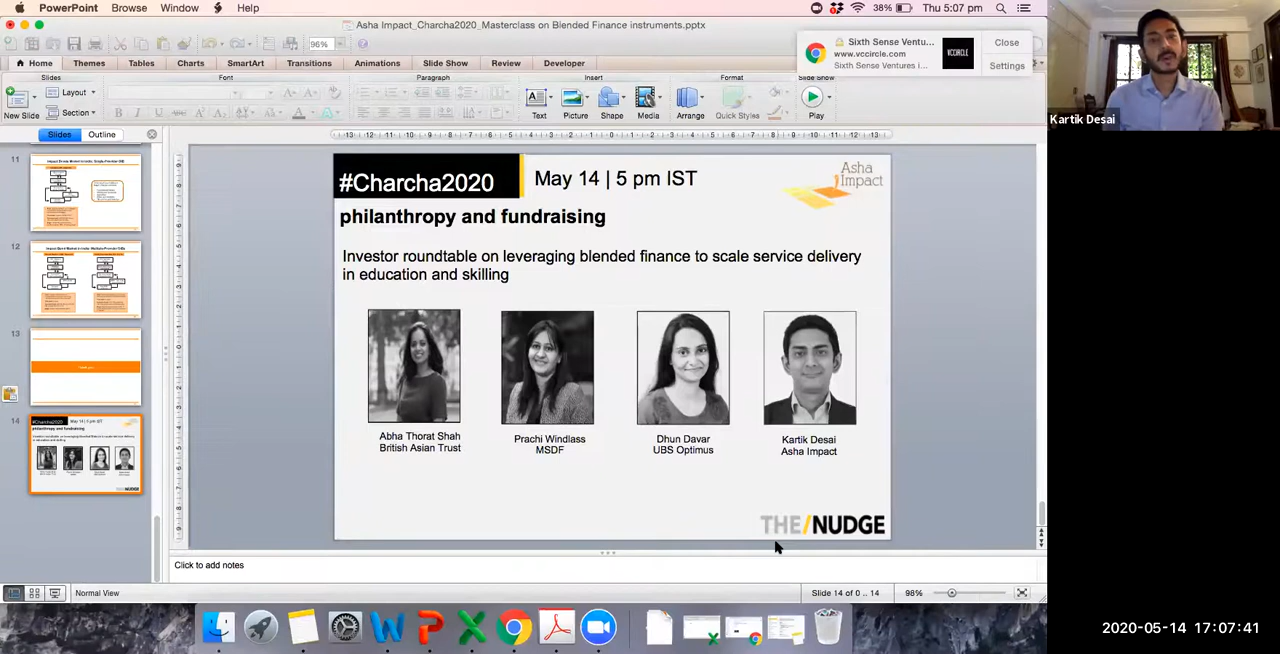 PowerPoint Browse Window Help
38% Thu 5:07 pm
Asha Impact_Charcha2020_Masterclass on Blended Finance instruments.pptx
96%
Home Themes Tables Charts SmartArt Transitions Animations Slide Show Review Developer
Sixth Sense Ventu...
www.vccircle.com
Sixth Sense Ventures i...
VCCIRCLE
Close
Settings
Slides Font Paragraph Insert Format Slide Show
New Slide Layout Section Text Picture Shape Media Arrange Quick Styles Play
Slides Outline
11
12
13
14
#Charcha2020
May 14 | 5 pm IST
Asha
Impact
philanthropy and fundraising
Investor roundtable on leveraging blended finance to scale service delivery
in education and skilling
Abha Thorat Shah
British Asian Trust
Prachi Windlass
MSDF
Dhun Davar
UBS Optimus
Kartik Desai
Asha Impact
THE/NUDGE
Click to add notes
Normal View Slide 14 of 0 .. 14 98%
Kartik Desai
2020-05-14 17:07:41